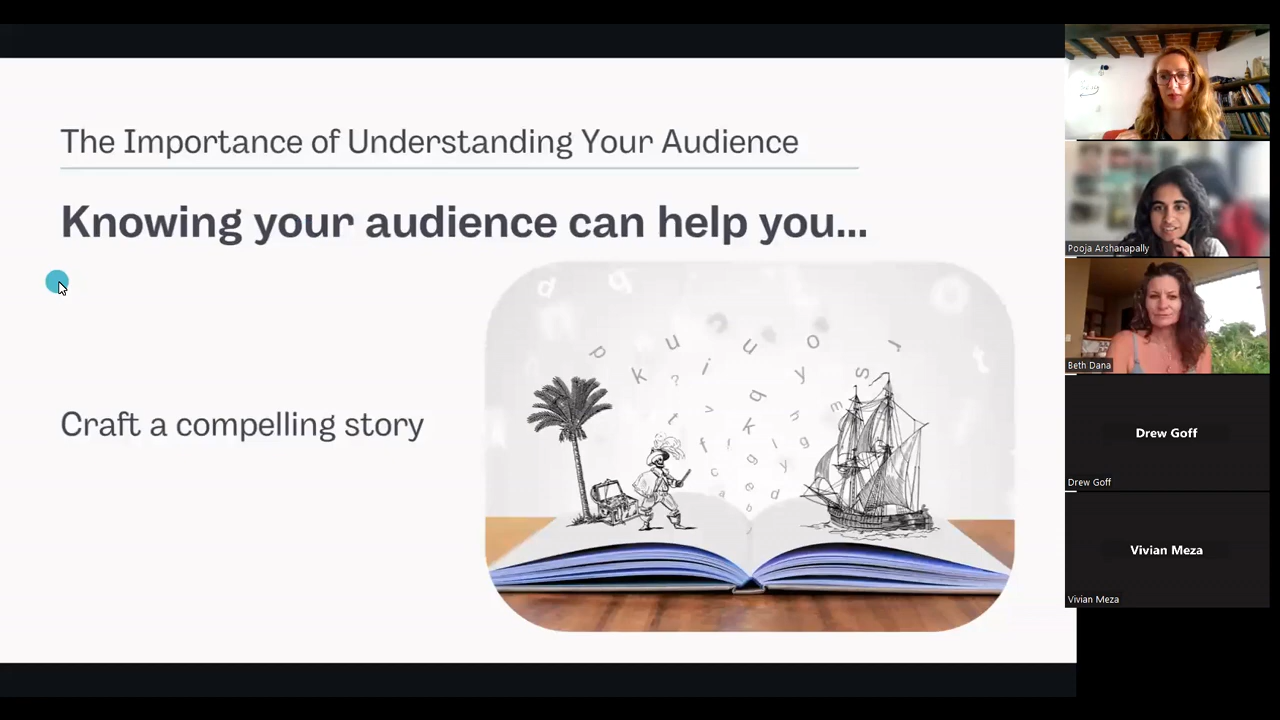 The Importance of Understanding Your Audience
Knowing your audience can help you...
Craft a compelling story
Pooja Arshanapally
Beth Dana
Drew Goff
Drew Goff
Vivian Meza
Vivian Meza